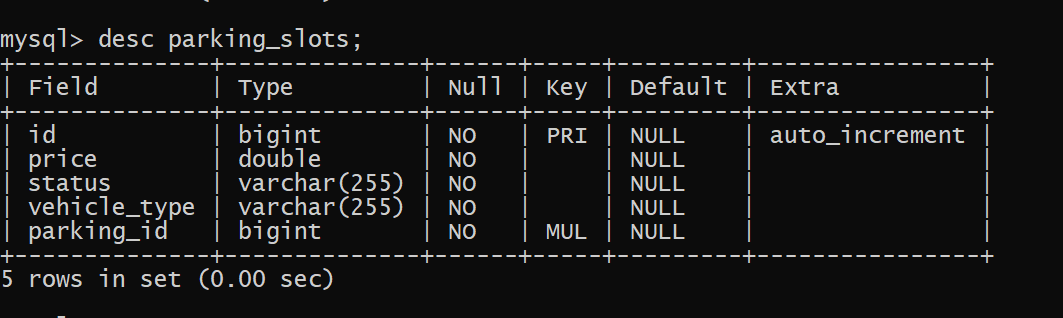 mysql> desc parking_slots;
+--------------+--------------+------+-----+---------+----------------+
| Field        | Type         | Null | Key | Default | Extra          |
+--------------+--------------+------+-----+---------+----------------+
| id           | bigint       | NO   | PRI | NULL    | auto_increment |
| price        | double       | NO   |     | NULL    |                |
| status       | varchar(255) | NO   |     | NULL    |                |
| vehicle_type | varchar(255) | NO   |     | NULL    |                |
| parking_id   | bigint       | NO   | MUL | NULL    |                |
+--------------+--------------+------+-----+---------+----------------+
5 rows in set (0.00 sec)